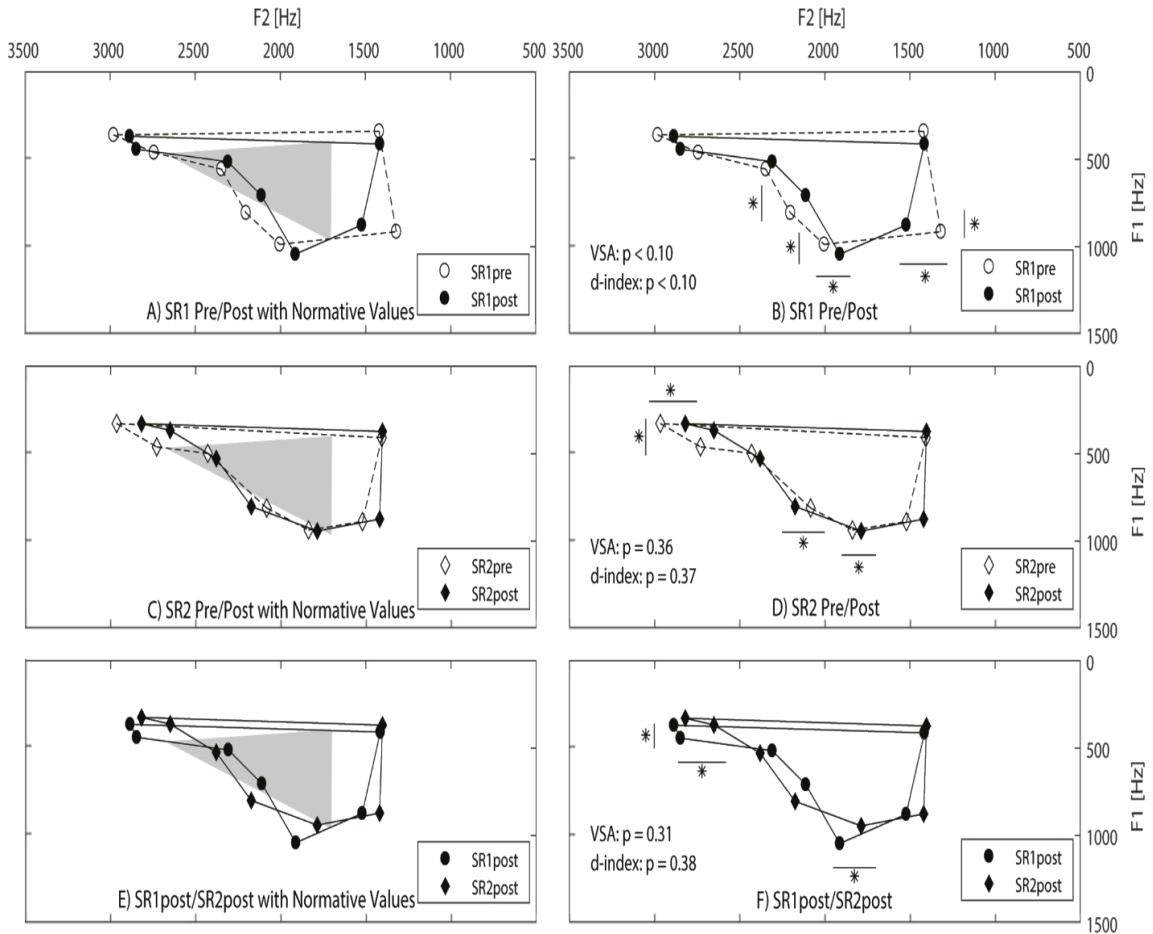 F2 [Hz]
F2 [Hz]
3500 3000 2500 2000 1500 1000 500
3500 3000 2500 2000 1500 1000 500
0
500
1000
1500
F1 [Hz]
SR1pre
SR1post
A) SR1 Pre/Post with Normative Values
*
*
*
*
*
VSA: p < 0.10
d-index: p < 0.10
SR1pre
SR1post
B) SR1 Pre/Post
0
500
1000
1500
F1 [Hz]
SR2pre
SR2post
C) SR2 Pre/Post with Normative Values
*
*
*
*
VSA: p = 0.36
d-index: p = 0.37
SR2pre
SR2post
D) SR2 Pre/Post
0
500
1000
1500
F1 [Hz]
SR1post
SR2post
E) SR1post/SR2post with Normative Values
*
*
*
VSA: p = 0.31
d-index: p = 0.38
SR1post
SR2post
F) SR1post/SR2post